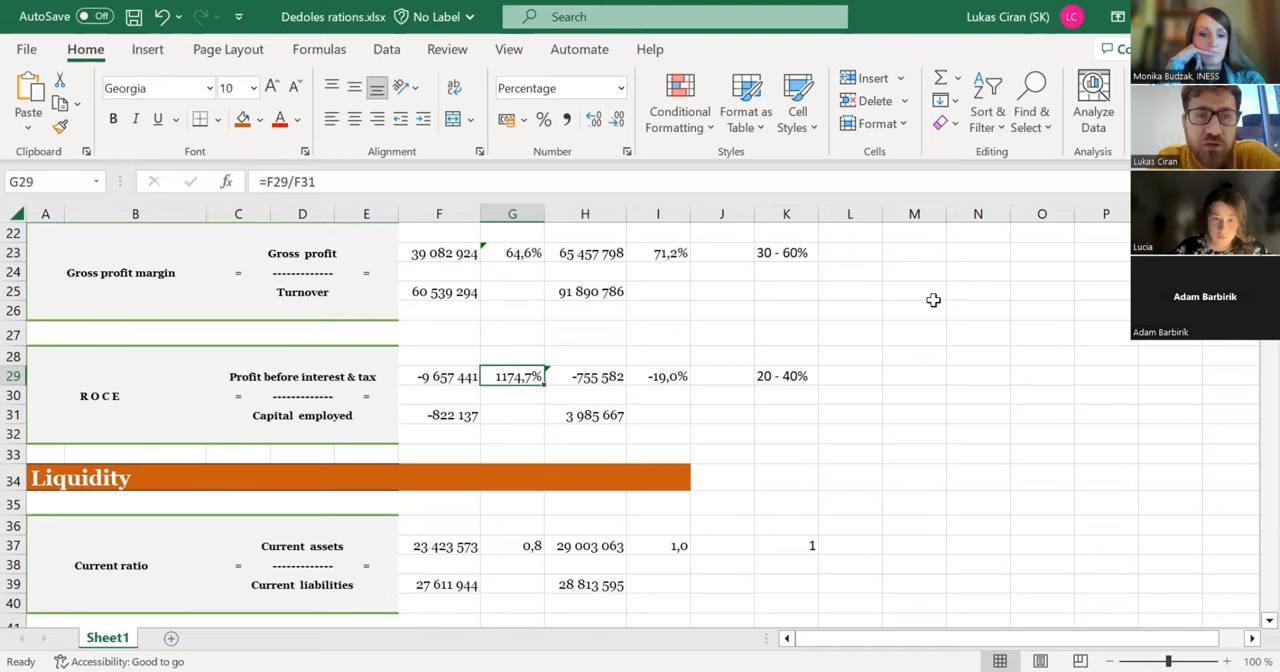 AutoSave Off Dedoles rations.xlsx No Label Search Lukas Ciran (SK) LC
File Home Insert Page Layout Formulas Data Review View Automate Help Co
Paste Georgia 10 A A ab Percentage Conditional Formatting Format as Table Cell Styles Insert Delete Format Sort & Filter Find & Select Analyze Data
B I U A % 9
Clipboard Font Alignment Number Styles Cells Editing Analysis
G29 fx =F29/F31
A B C D E F G H I J K L M N O P
22
23 Gross profit 39 082 924 64,6% 65 457 798 71,2% 30 - 60%
24 Gross profit margin = ------------- =
25 Turnover 60 539 294 91 890 786
26
27
28
29 Profit before interest & tax -9 657 441 1174,7% -755 582 -19,0% 20 - 40%
30 R O C E = ------------- =
31 Capital employed -822 137 3 985 667
32
33
34 Liquidity
35
36
37 Current assets 23 423 573 0,8 29 003 063 1,0 1
38 Current ratio = ------------- =
39 Current liabilities 27 611 944 28 813 595
40
Sheet1
Ready Accessibility: Good to go 100 %
Monika Budzak, INESS
Lukas Ciran
Lucia
Adam Barbirik
Adam Barbirik